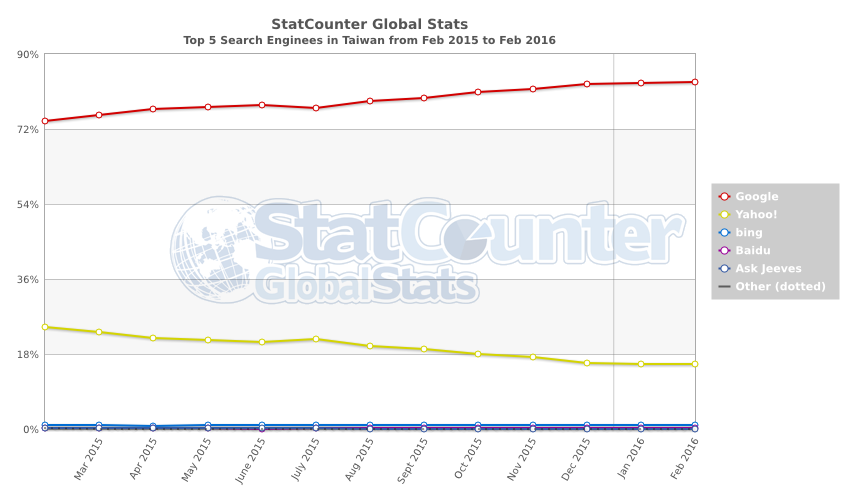 StatCounter Global Stats
Top 5 Search Enginees in Taiwan from Feb 2015 to Feb 2016
90%
72%
54%
36%
18%
0%
StatCounter
GlobalStats
Mar 2015
Apr 2015
May 2015
June 2015
July 2015
Aug 2015
Sept 2015
Oct 2015
Nov 2015
Dec 2015
Jan 2016
Feb 2016
Google
Yahoo!
bing
Baidu
Ask Jeeves
Other (dotted)